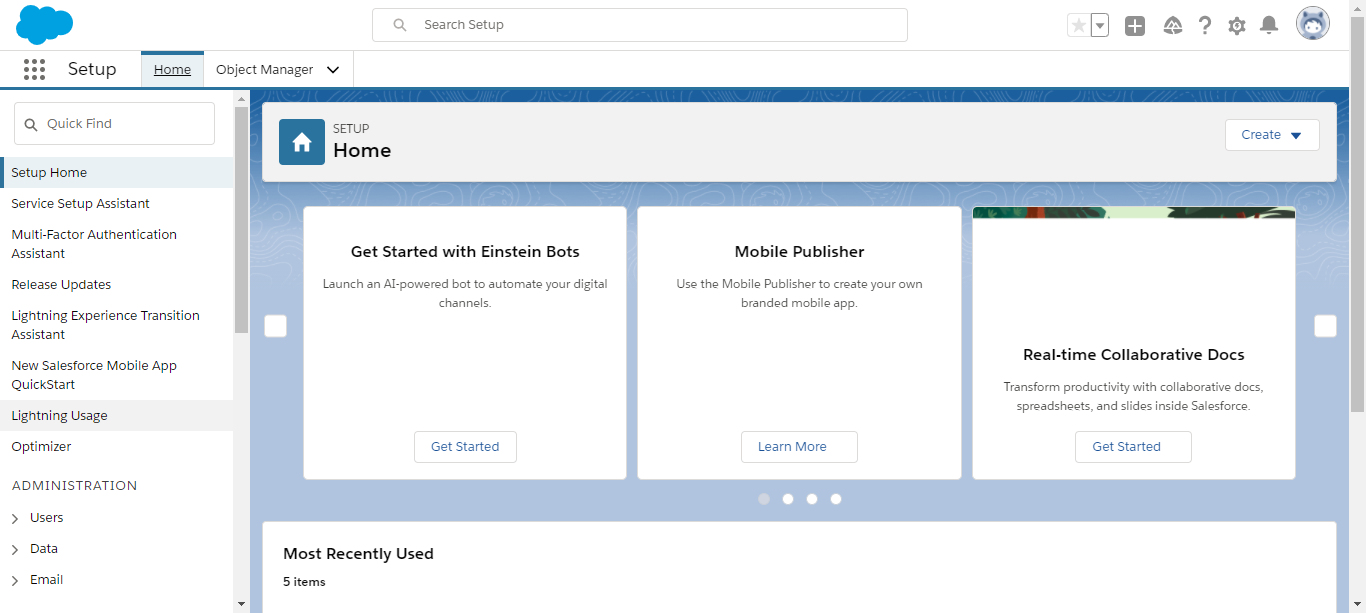 Search Setup
Setup
Home
Object Manager
Quick Find
Setup Home
Service Setup Assistant
Multi-Factor Authentication
Assistant
Release Updates
Lightning Experience Transition
Assistant
New Salesforce Mobile App
QuickStart
Lightning Usage
Optimizer
ADMINISTRATION
Users
Data
Email
SETUP
Home
Create
Get Started with Einstein Bots
Launch an AI-powered bot to automate your digital
channels.
Get Started
Mobile Publisher
Use the Mobile Publisher to create your own
branded mobile app.
Learn More
Real-time Collaborative Docs
Transform productivity with collaborative docs,
spreadsheets, and slides inside Salesforce.
Get Started
Most Recently Used
5 items